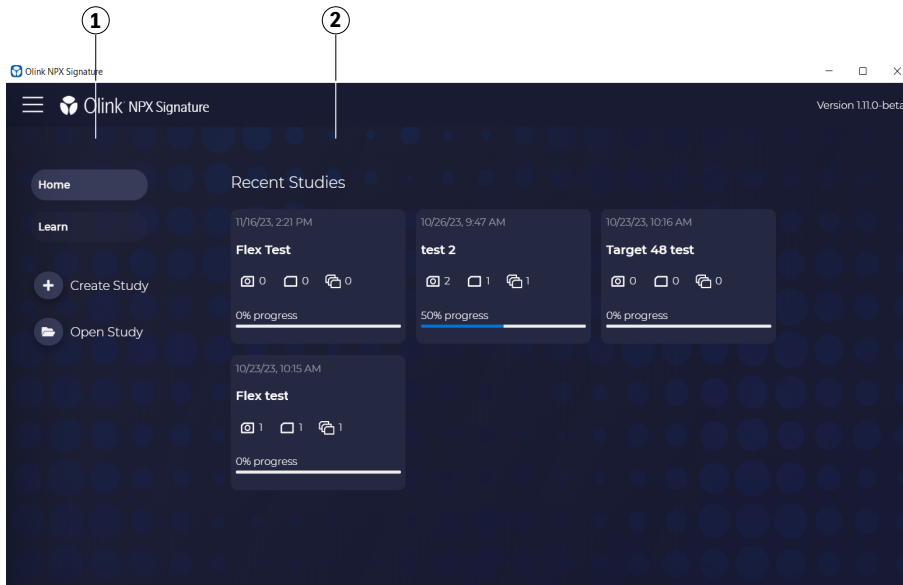 1 2
Olink NPX Signature
Olink NPX Signature Version 1.11.0-beta
Home
Learn
Create Study
Open Study
Recent Studies
11/16/23, 2:21 PM
Flex Test
0 0 0
0% progress
10/26/23, 9:47 AM
test 2
2 1 1
50% progress
10/23/23, 10:16 AM
Target 48 test
0 0 0
0% progress
10/23/23, 10:15 AM
Flex test
1 1 1
0% progress